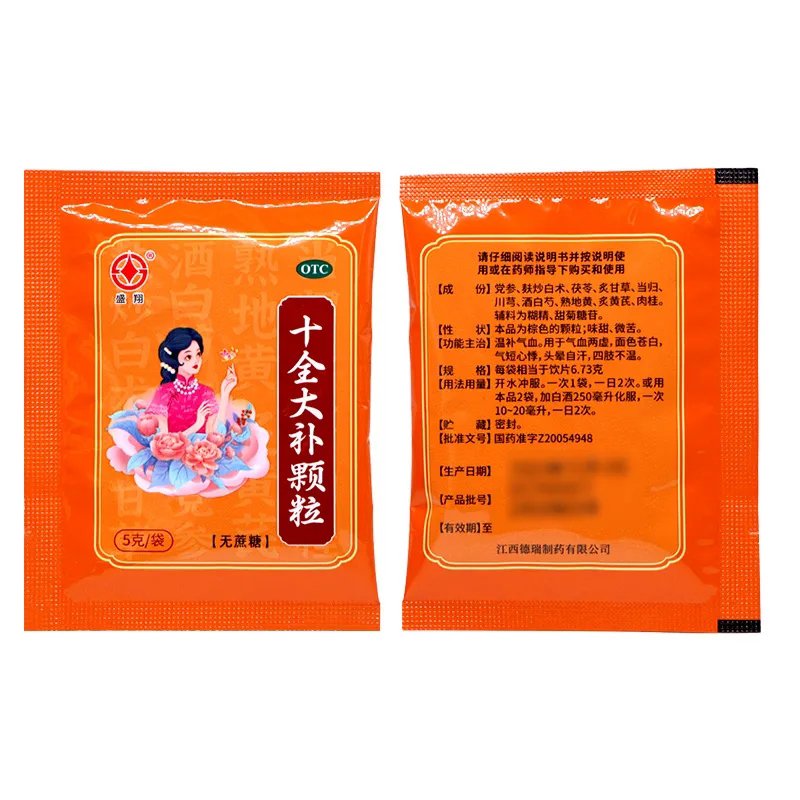 盛翔
®
OTC
十全大补颗粒
5克/袋
【无蔗糖】
请仔细阅读说明书并按说明使
用或在药师指导下购买和使用
【成 份】党参、麸炒白术、茯苓、炙甘草、当归、
川芎、酒白芍、熟地黄、炙黄芪、肉桂。
辅料为糊精、甜菊糖苷。
【性 状】本品为棕色的颗粒;味甜、微苦。
【功能主治】温补气血。用于气血两虚，面色苍白，
气短心悸，头晕自汗，四肢不温。
【规 格】每袋相当于饮片6.73克
【用法用量】开水冲服。一次1袋，一日2次。或用
本品2袋，加白酒250毫升化服，一次
10~20毫升，一日2次。
【贮 藏】密封。
【批准文号】国药准字Z20054948
【生产日期】
【产品批号】
【有效期】至
江西德瑞制药有限公司